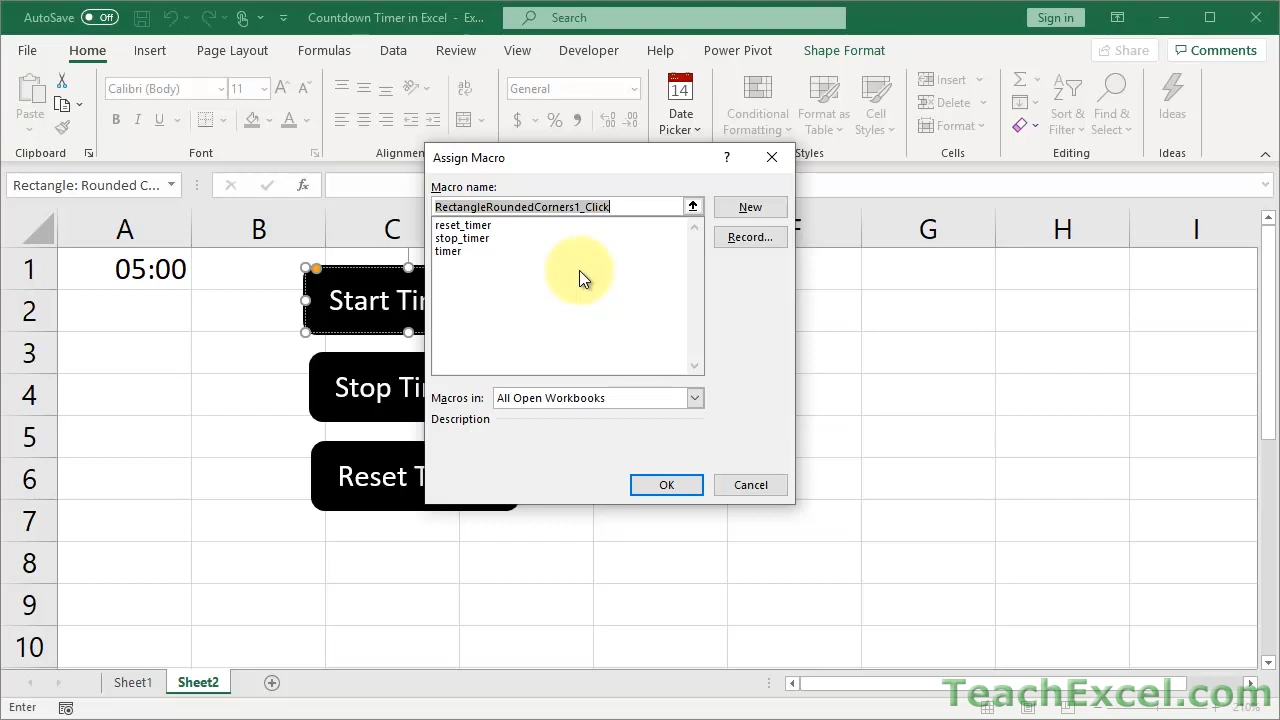 AutoSave Off Countdown Timer in Excel - Ex... Search Sign in
File Home Insert Page Layout Formulas Data Review View Developer Help Power Pivot Shape Format Share Comments
Paste
Clipboard
Calibri (Body)
B I U
Font
Alignmen
General
$ % 9
14
Date
Picker
Conditional
Formatting
Format as
Table
Cell
Styles
Styles
Insert
Delete
Format
Cells
Sort &
Filter
Find &
Select
Editing
Ideas
Ideas
Rectangle: Rounded C...
fx
A B C F G H I
1 05:00
2
3
4
5
6
7
8
9
10
Start Tim
Stop Tim
Reset T
Assign Macro ?
Macro name:
RectangleRoundedCorners1_Click
New
Record...
reset_timer
stop_timer
timer
Macros in: All Open Workbooks
Description
OK Cancel
Sheet1 Sheet2
Enter
TeachExcel.com